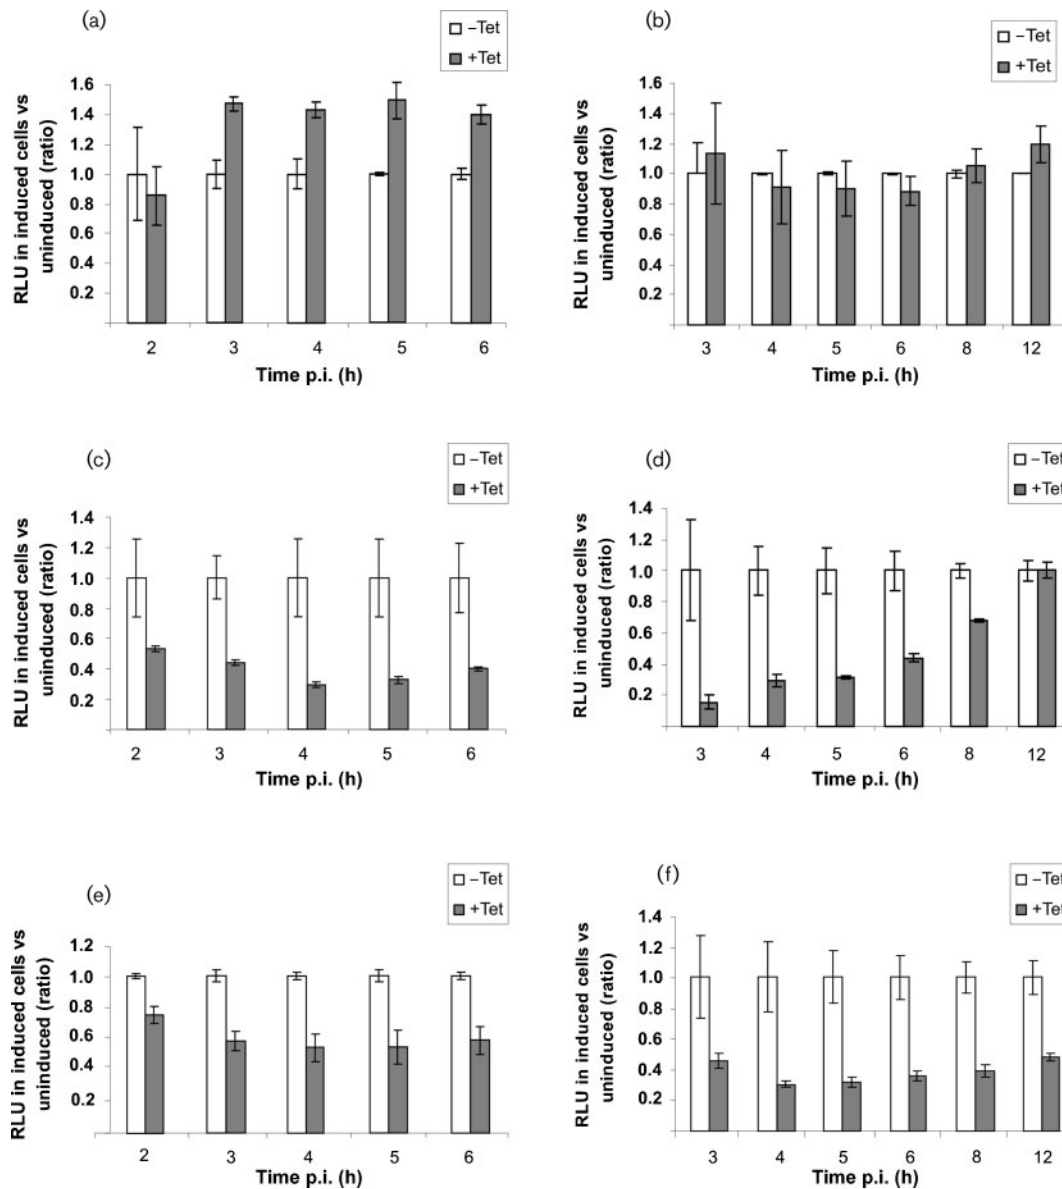 (a)
–Tet
+Tet
RLU in induced cells vs
uninduced (ratio)
1.6
1.4
1.2
1.0
0.8
0.6
0.4
0.2
2 3 4 5 6
Time p.i. (h)
(b)
–Tet
+Tet
RLU in induced cells vs
uninduced (ratio)
1.6
1.4
1.2
1.0
0.8
0.6
0.4
0.2
3 4 5 6 8 12
Time p.i. (h)
(c)
–Tet
+Tet
RLU in induced cells vs
uninduced (ratio)
1.4
1.2
1.0
0.8
0.6
0.4
0.2
2 3 4 5 6
Time p.i. (h)
(d)
–Tet
+Tet
RLU in induced cells vs
uninduced (ratio)
1.4
1.2
1.0
0.8
0.6
0.4
0.2
3 4 5 6 8 12
Time p.i. (h)
(e)
–Tet
+Tet
RLU in induced cells vs
uninduced (ratio)
1.2
1.0
0.8
0.6
0.4
0.2
2 3 4 5 6
Time p.i. (h)
(f)
–Tet
+Tet
RLU in induced cells vs
uninduced (ratio)
1.4
1.2
1.0
0.8
0.6
0.4
0.2
3 4 5 6 8 12
Time p.i. (h)